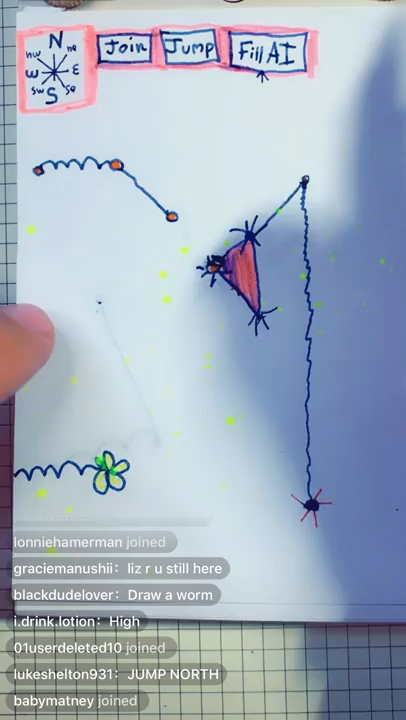 N
nw ne
W E
sw se
S
Join Jump Fill AI
lonniehamerman joined
graciemanushii: liz r u still here
blackdudelover: Draw a worm
i.drink.lotion: High
01userdeleted10 joined
lukeshelton931: JUMP NORTH
babymatney joined